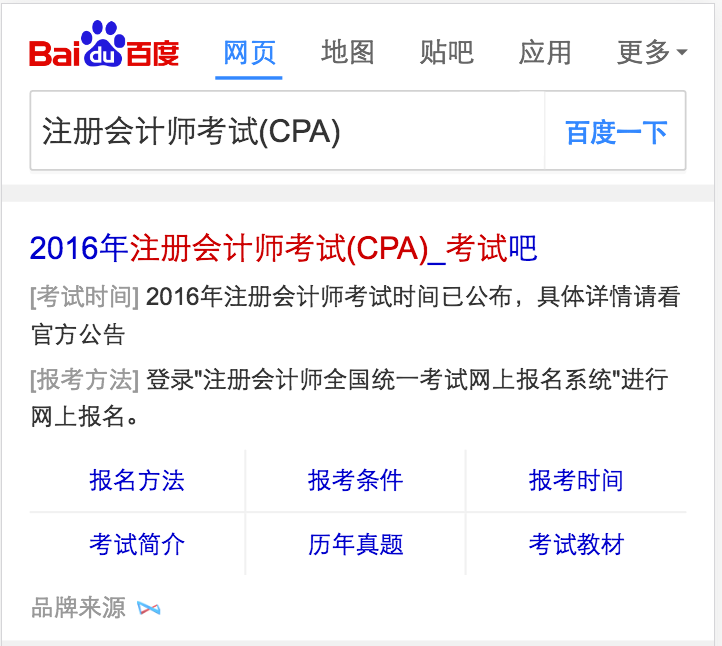 Bai du 百度 网页 地图 贴吧 应用 更多
注册会计师考试(CPA) 百度一下
2016年注册会计师考试(CPA)_考试吧
[考试时间] 2016年注册会计师考试时间已公布，具体详情请看
官方公告
[报考方法] 登录"注册会计师全国统一考试网上报名系统"进行
网上报名。
报名方法 报考条件 报考时间
考试简介 历年真题 考试教材
品牌来源